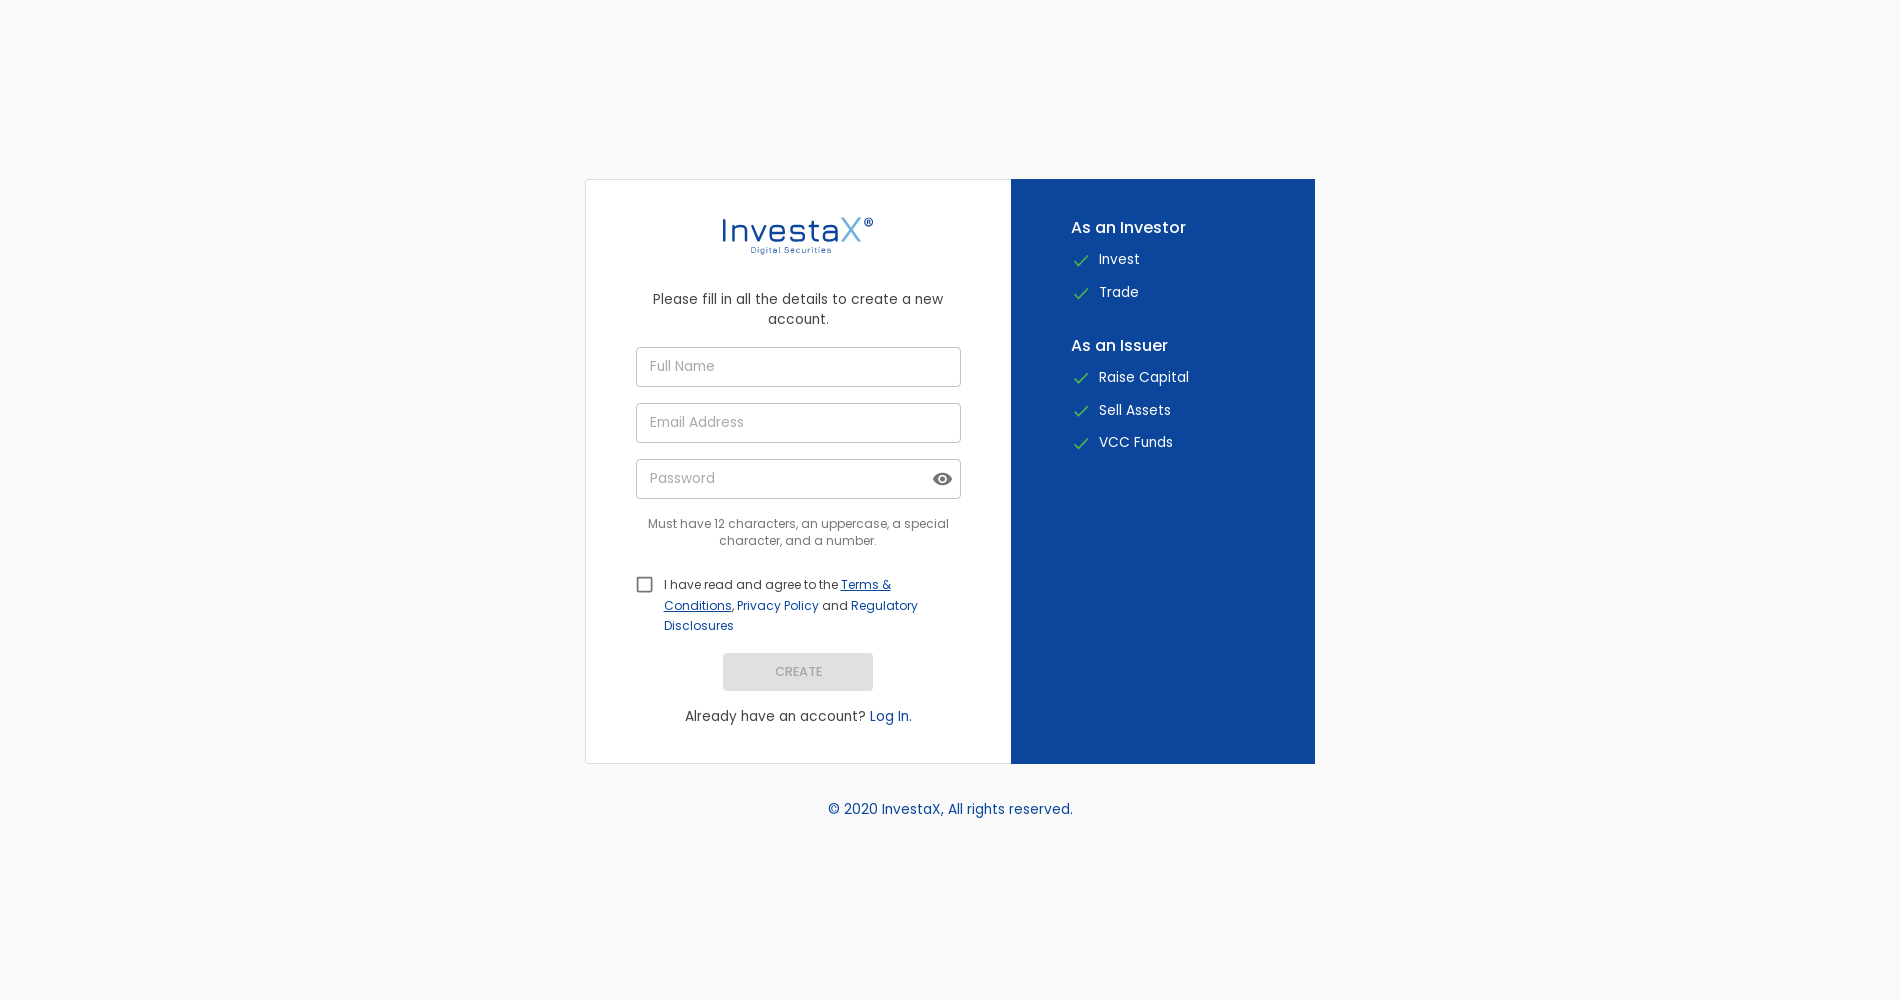 InvestaX®
Digital Securities
Please fill in all the details to create a new
account.
Full Name
Email Address
Password
Must have 12 characters, an uppercase, a special
character, and a number.
I have read and agree to the Terms &
Conditions, Privacy Policy and Regulatory
Disclosures
CREATE
Already have an account? Log In.
As an Investor
Invest
Trade
As an Issuer
Raise Capital
Sell Assets
VCC Funds
© 2020 InvestaX, All rights reserved.